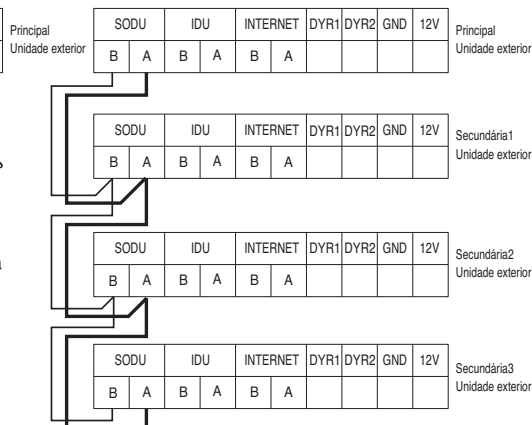 Principal
Unidade exterior
SODU IDU INTERNET DYR1 DYR2 GND 12V
B A B A B A
Principal
Unidade exterior
SODU IDU INTERNET DYR1 DYR2 GND 12V
B A B A B A
Secundária1
Unidade exterior
SODU IDU INTERNET DYR1 DYR2 GND 12V
B A B A B A
Secundária2
Unidade exterior
SODU IDU INTERNET DYR1 DYR2 GND 12V
B A B A B A
Secundária3
Unidade exterior